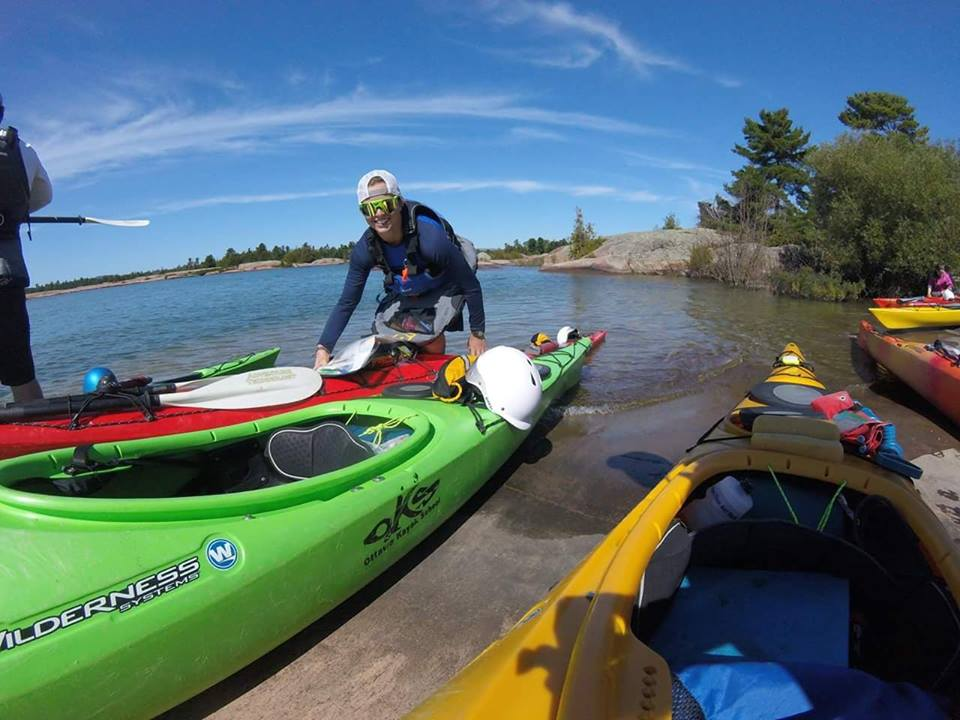 OKS
Ottawa Kayak School
W
WILDERNESS
SYSTEMS